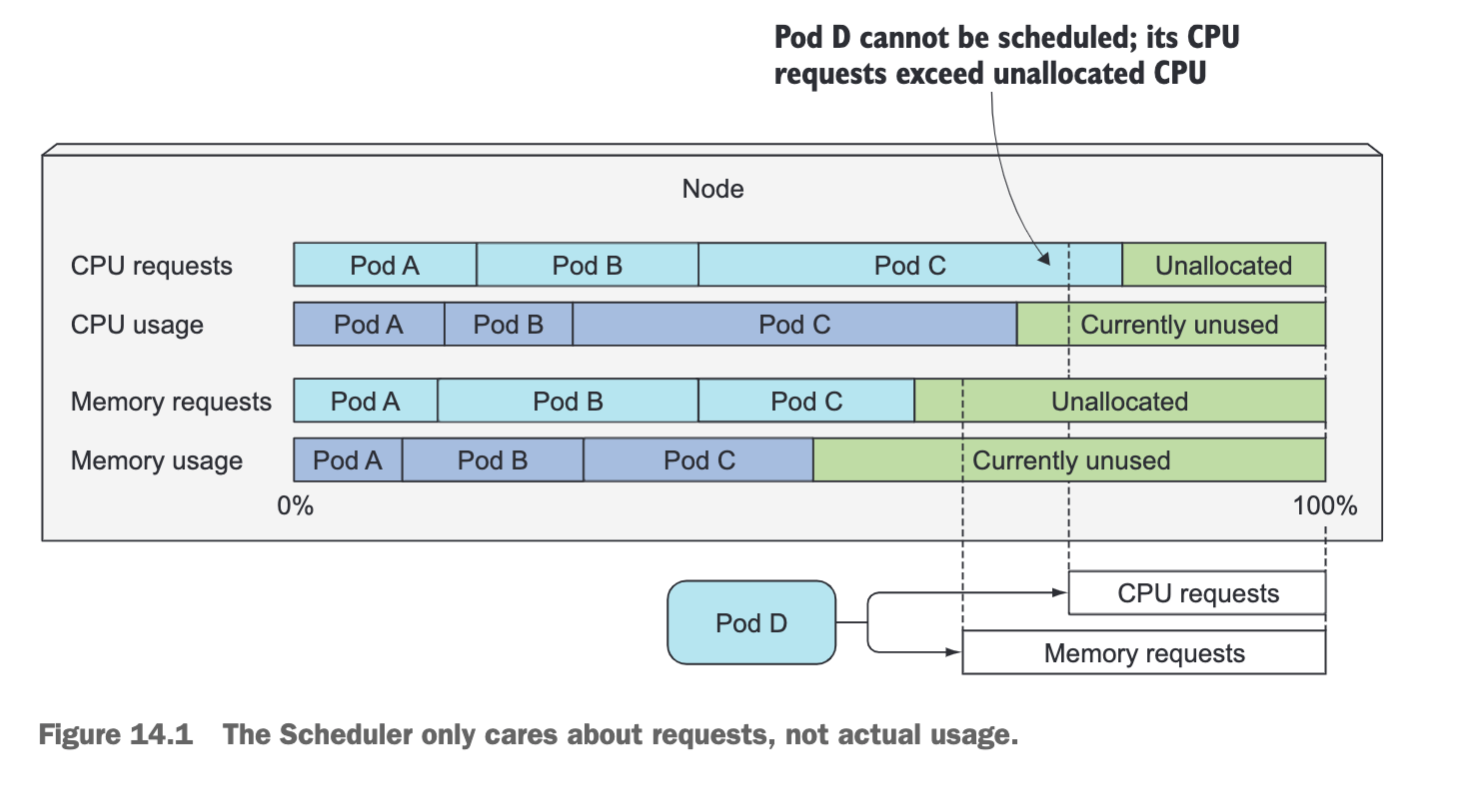 Pod D cannot be scheduled; its CPU
requests exceed unallocated CPU
Node
CPU requests Pod A Pod B Pod C Unallocated
CPU usage Pod A Pod B Pod C Currently unused
Memory requests Pod A Pod B Pod C Unallocated
Memory usage Pod A Pod B Pod C Currently unused
0% 100%
CPU requests
Pod D
Memory requests
Figure 14.1 The Scheduler only cares about requests, not actual usage.